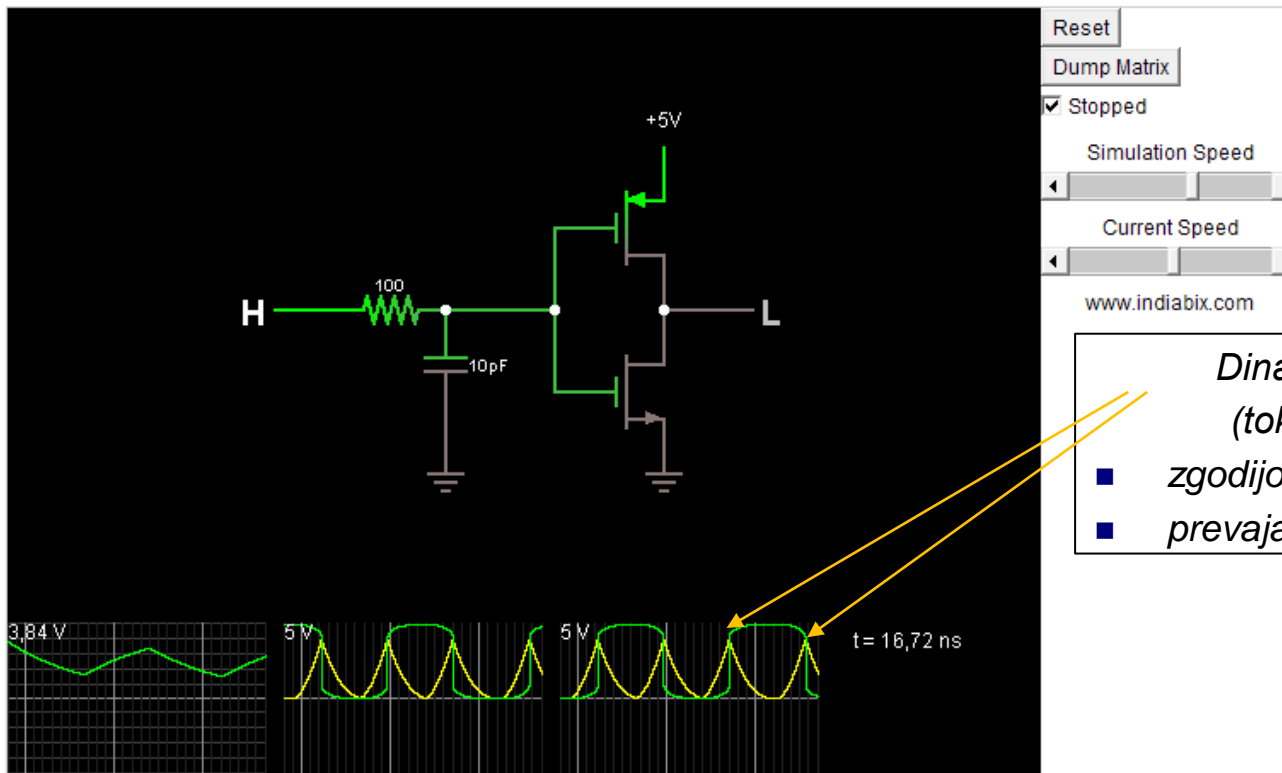 Reset
Dump Matrix
Stopped
Simulation Speed
Current Speed
www.indiabix.com
+5V
100
H
L
10pF
Dina
(tok
zgodijo
prevaja
3,84 V
5 V
5 V
t = 16,72 ns